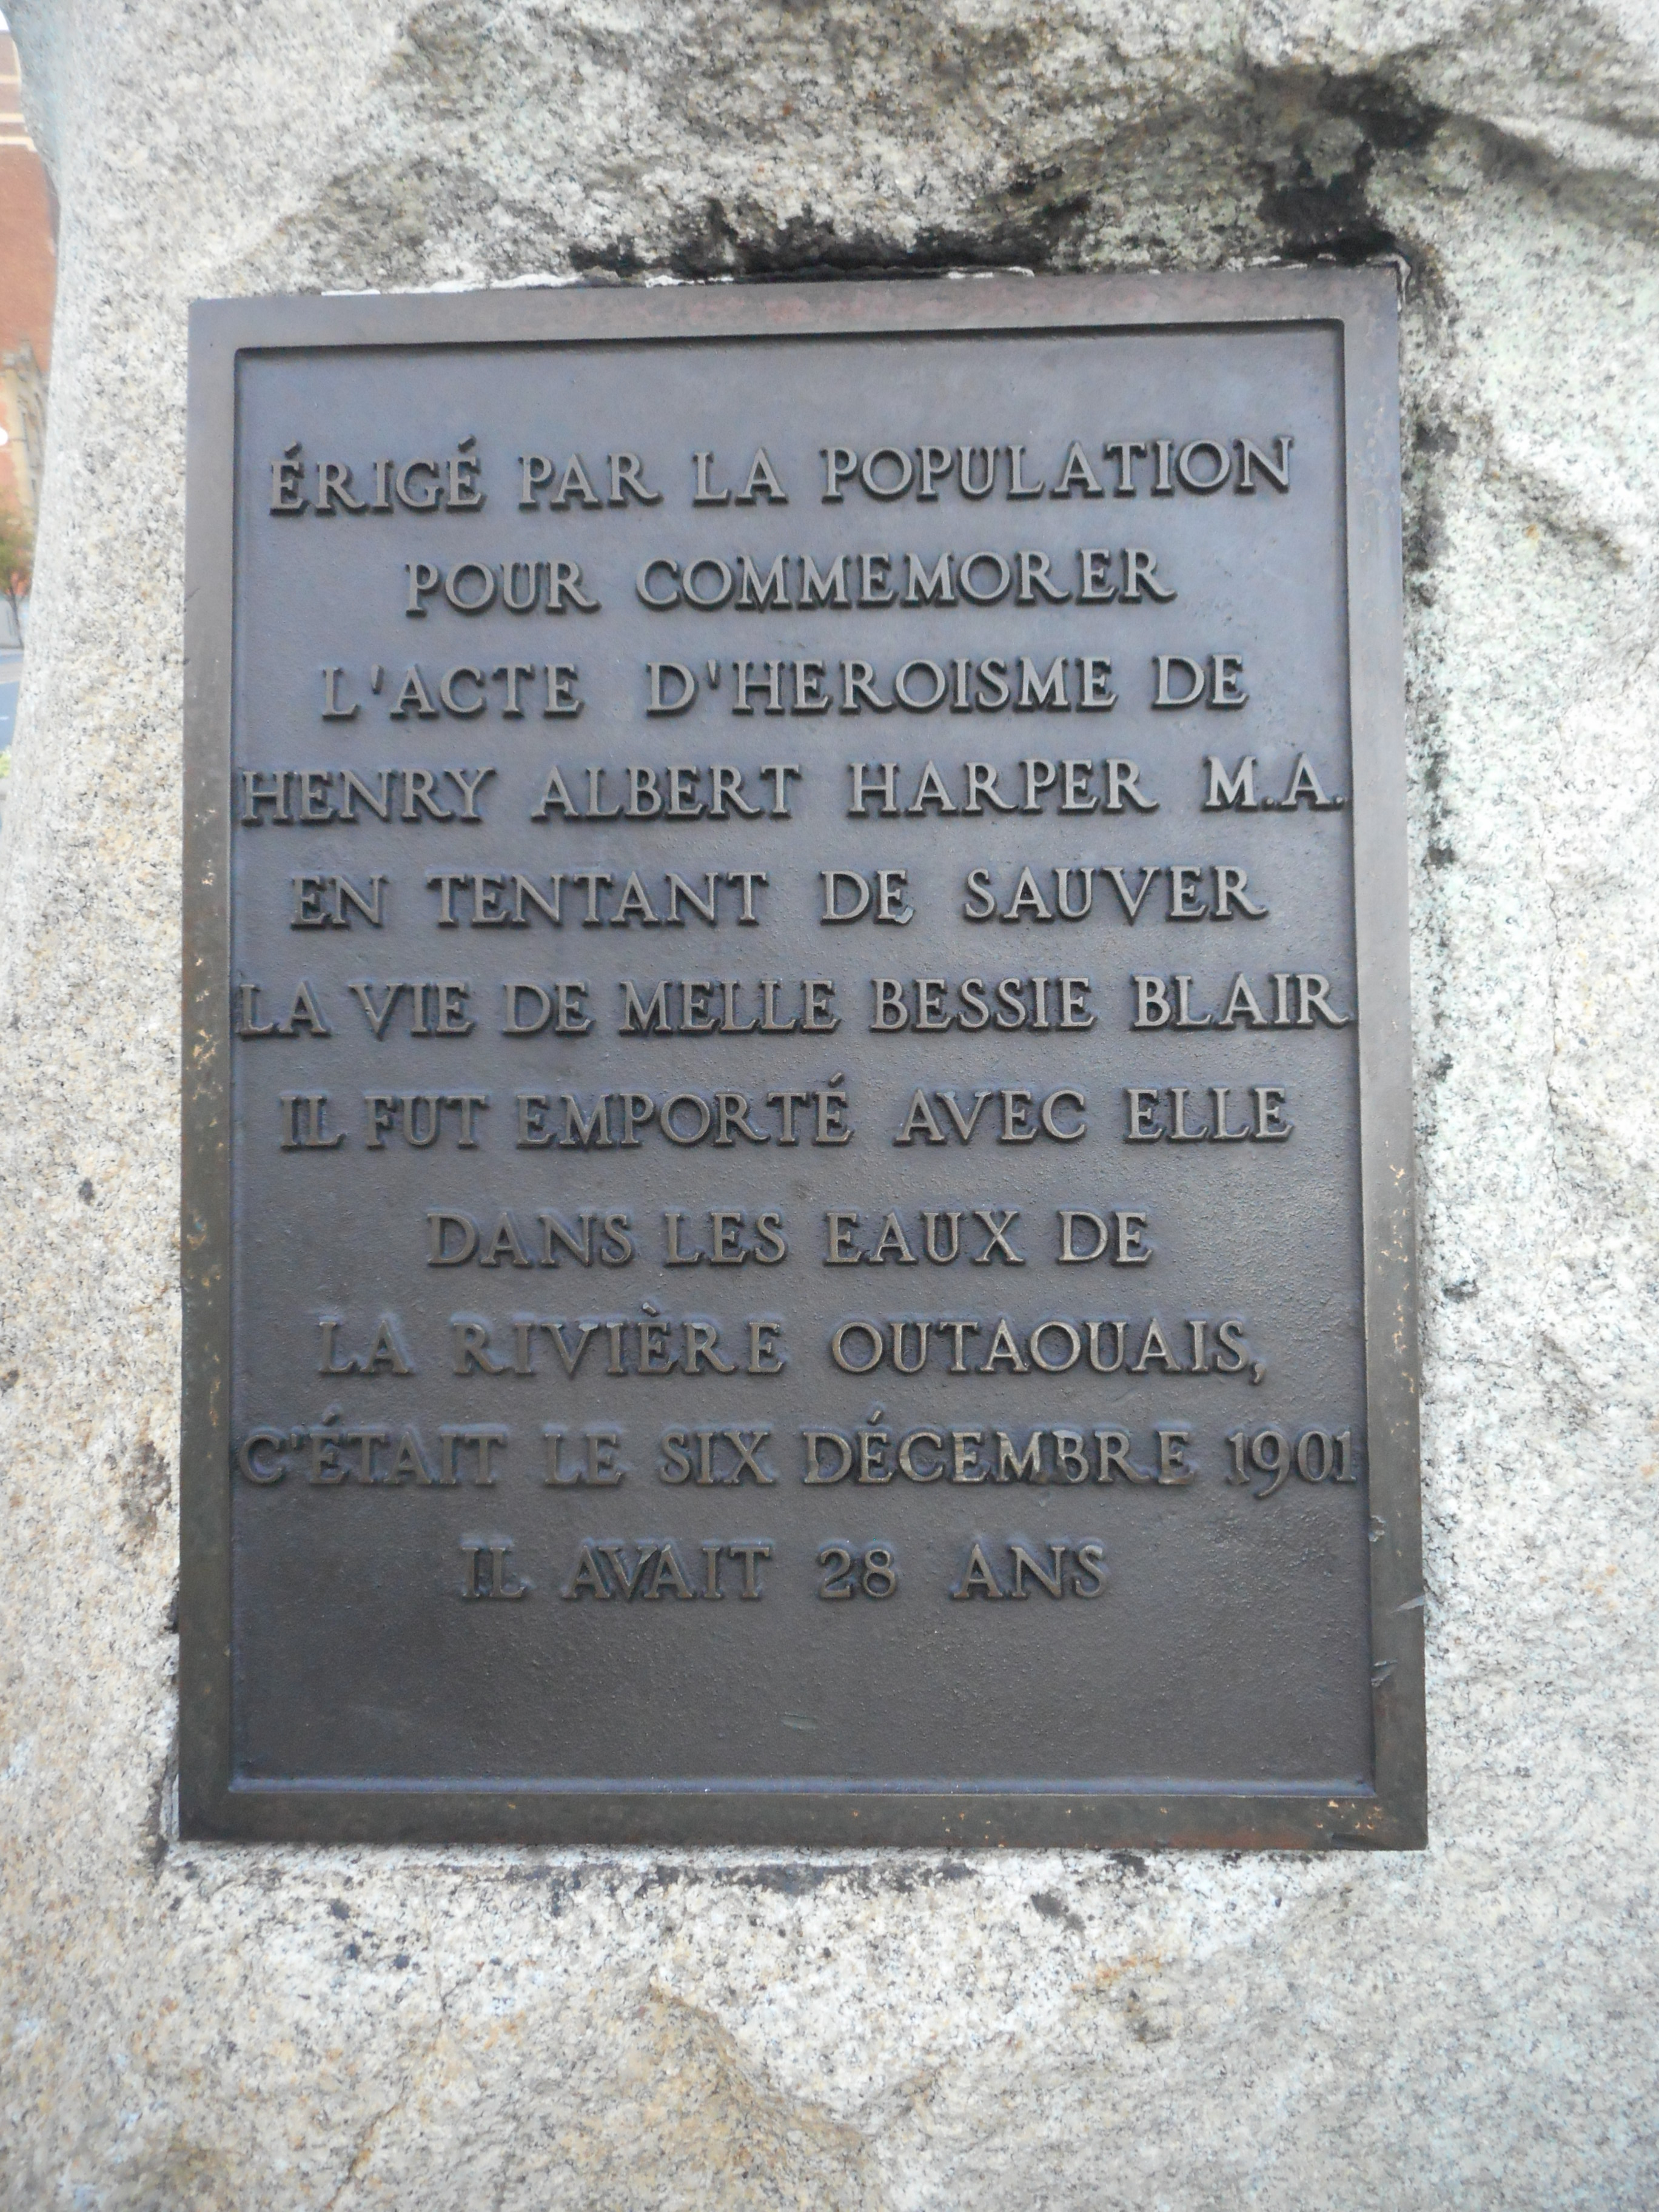 ÉRIGÉ PAR LA POPULATION
POUR COMMEMORER
L'ACTE D'HEROISME DE
HENRY ALBERT HARPER M.A.
EN TENTANT DE SAUVER
LA VIE DE MELLE BESSIE BLAIR
IL FUT EMPORTÉ AVEC ELLE
DANS LES EAUX DE
LA RIVIÈRE OUTAOUAIS,
C'ÉTAIT LE SIX DÉCEMBRE 1901
IL AVAIT 28 ANS